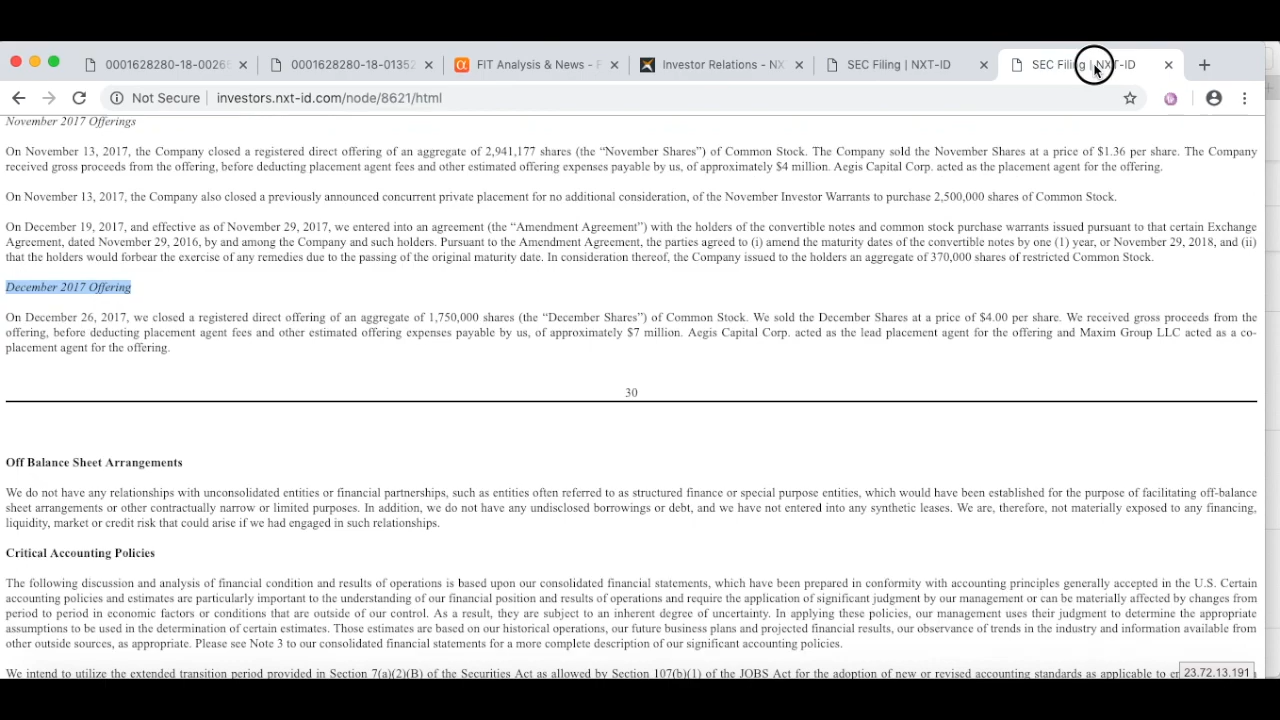 0001628280-18-0026
0001628280-18-01352
FIT Analysis & News - F
Investor Relations - NX
SEC Filing | NXT-ID
SEC Filing | NXT-ID
Not Secure
investors.nxt-id.com/node/8621/html
November 2017 Offerings
On November 13, 2017, the Company closed a registered direct offering of an aggregate of 2,941,177 shares (the “November Shares”) of Common Stock. The Company sold the November Shares at a price of $1.36 per share. The Company
received gross proceeds from the offering, before deducting placement agent fees and other estimated offering expenses payable by us, of approximately $4 million. Aegis Capital Corp. acted as the placement agent for the offering.
On November 13, 2017, the Company also closed a previously announced concurrent private placement for no additional consideration, of the November Investor Warrants to purchase 2,500,000 shares of Common Stock.
On December 19, 2017, and effective as of November 29, 2017, we entered into an agreement (the “Amendment Agreement”) with the holders of the convertible notes and common stock purchase warrants issued pursuant to that certain Exchange
Agreement, dated November 29, 2016, by and among the Company and such holders. Pursuant to the Amendment Agreement, the parties agreed to (i) amend the maturity dates of the convertible notes by one (1) year, or November 29, 2018, and (ii)
that the holders would forbear the exercise of any remedies due to the passing of the original maturity date. In consideration thereof, the Company issued to the holders an aggregate of 370,000 shares of restricted Common Stock.
December 2017 Offering
On December 26, 2017, we closed a registered direct offering of an aggregate of 1,750,000 shares (the “December Shares”) of Common Stock. We sold the December Shares at a price of $4.00 per share. We received gross proceeds from the
offering, before deducting placement agent fees and other estimated offering expenses payable by us, of approximately $7 million. Aegis Capital Corp. acted as the lead placement agent for the offering and Maxim Group LLC acted as a co-
placement agent for the offering.
30
Off Balance Sheet Arrangements
We do not have any relationships with unconsolidated entities or financial partnerships, such as entities often referred to as structured finance or special purpose entities, which would have been established for the purpose of facilitating off-balance
sheet arrangements or other contractually narrow or limited purposes. In addition, we do not have any undisclosed borrowings or debt, and we have not entered into any synthetic leases. We are, therefore, not materially exposed to any financing,
liquidity, market or credit risk that could arise if we had engaged in such relationships.
Critical Accounting Policies
The following discussion and analysis of financial condition and results of operations is based upon our consolidated financial statements, which have been prepared in conformity with accounting principles generally accepted in the U.S. Certain
accounting policies and estimates are particularly important to the understanding of our financial position and results of operations and require the application of significant judgment by our management or can be materially affected by changes from
period to period in economic factors or conditions that are outside of our control. As a result, they are subject to an inherent degree of uncertainty. In applying these policies, our management uses their judgment to determine the appropriate
assumptions to be used in the determination of certain estimates. Those estimates are based on our historical operations, our future business plans and projected financial results, our observance of trends in the industry and information available from
other outside sources, as appropriate. Please see Note 3 to our consolidated financial statements for a more complete description of our significant accounting policies.
We intend to utilize the extended transition period provided in Section 7(a)(2)(B) of the Securities Act as allowed by Section 107(b)(1) of the JOBS Act for the adoption of new or revised accounting standards as applicable to
23.72.13.191